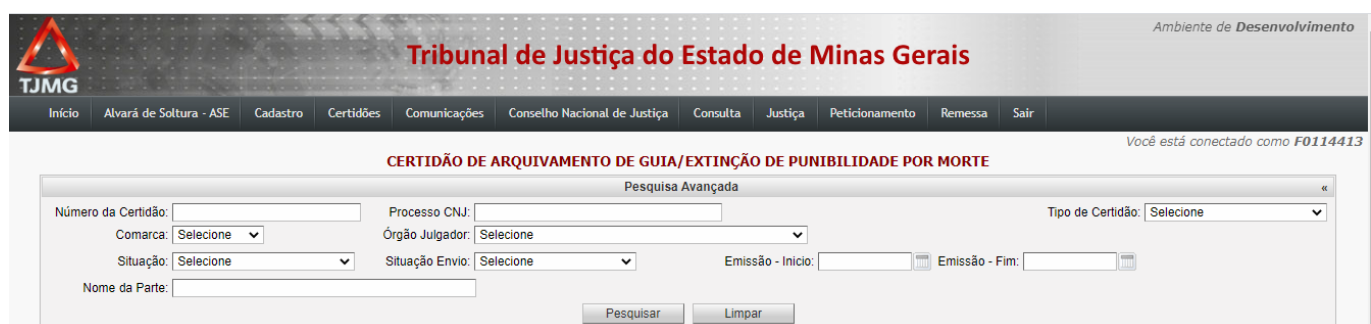 Ambiente de Desenvolvimento
Tribunal de Justiça do Estado de Minas Gerais
TJMG
Início Alvará de Soltura - ASE Cadastro Certidões Comunicações Conselho Nacional de Justiça Consulta Justiça Peticionamento Remessa Sair
Você está conectado como F0114413
CERTIDÃO DE ARQUIVAMENTO DE GUIA/EXTINÇÃO DE PUNIBILIDADE POR MORTE
Pesquisa Avançada «
Número da Certidão: Processo CNJ: Tipo de Certidão: Selecione
Comarca: Selecione Órgão Julgador: Selecione
Situação: Selecione Situação Envio: Selecione Emissão - Inicio: Emissão - Fim:
Nome da Parte:
Pesquisar Limpar